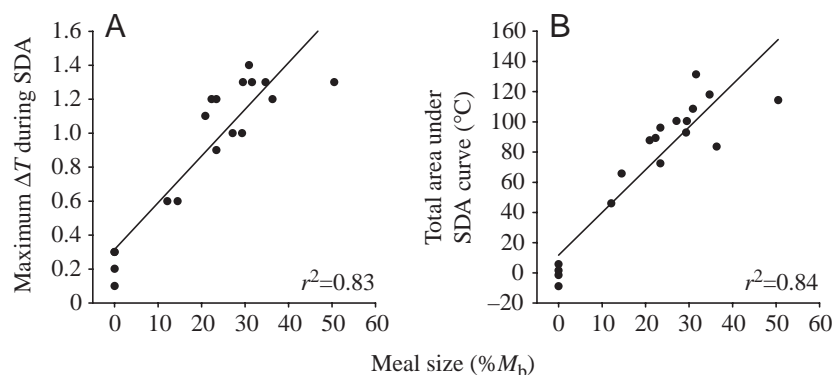 A
Maximum ΔT during SDA
1.6
1.4
1.2
1.0
0.8
0.6
0.4
0.2
0
0 10 20 30 40 50 60
r²=0.83
B
Total area under
SDA curve (°C)
160
140
120
100
80
60
40
20
0
–20
0 10 20 30 40 50 60
r²=0.84
Meal size (%Mb)